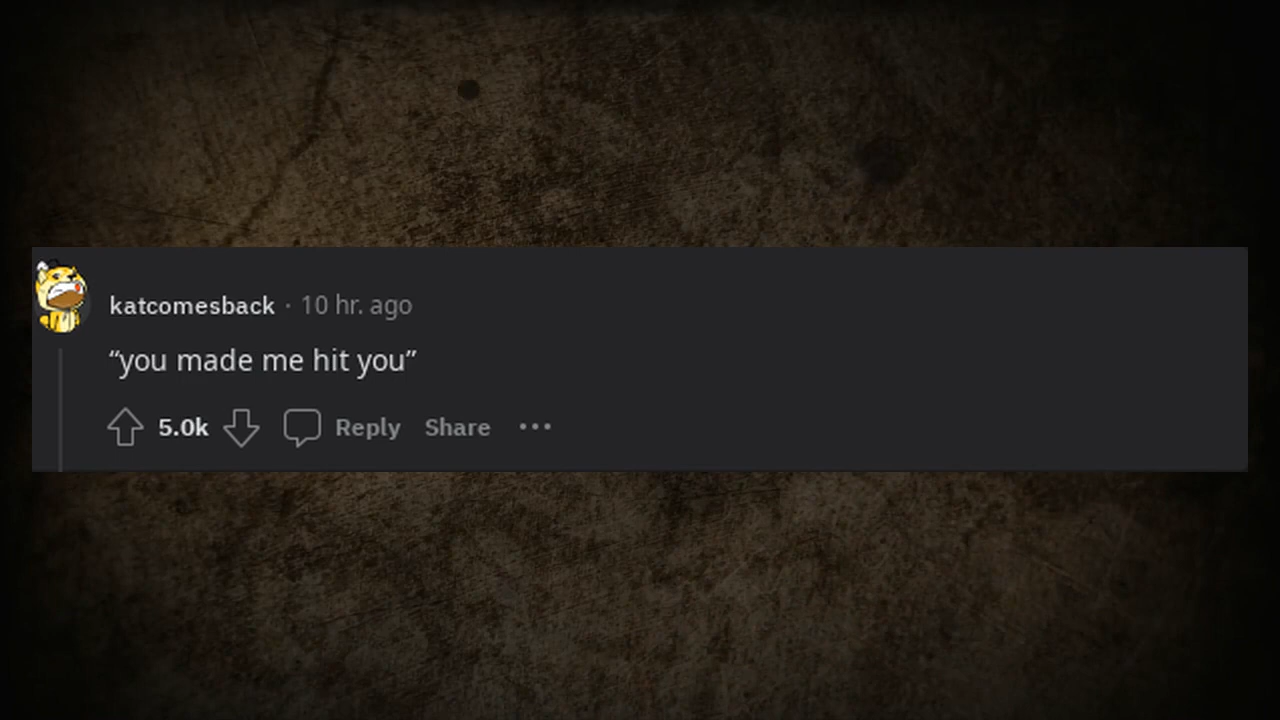 katcomesback · 10 hr. ago
“you made me hit you”
5.0k Reply Share ···